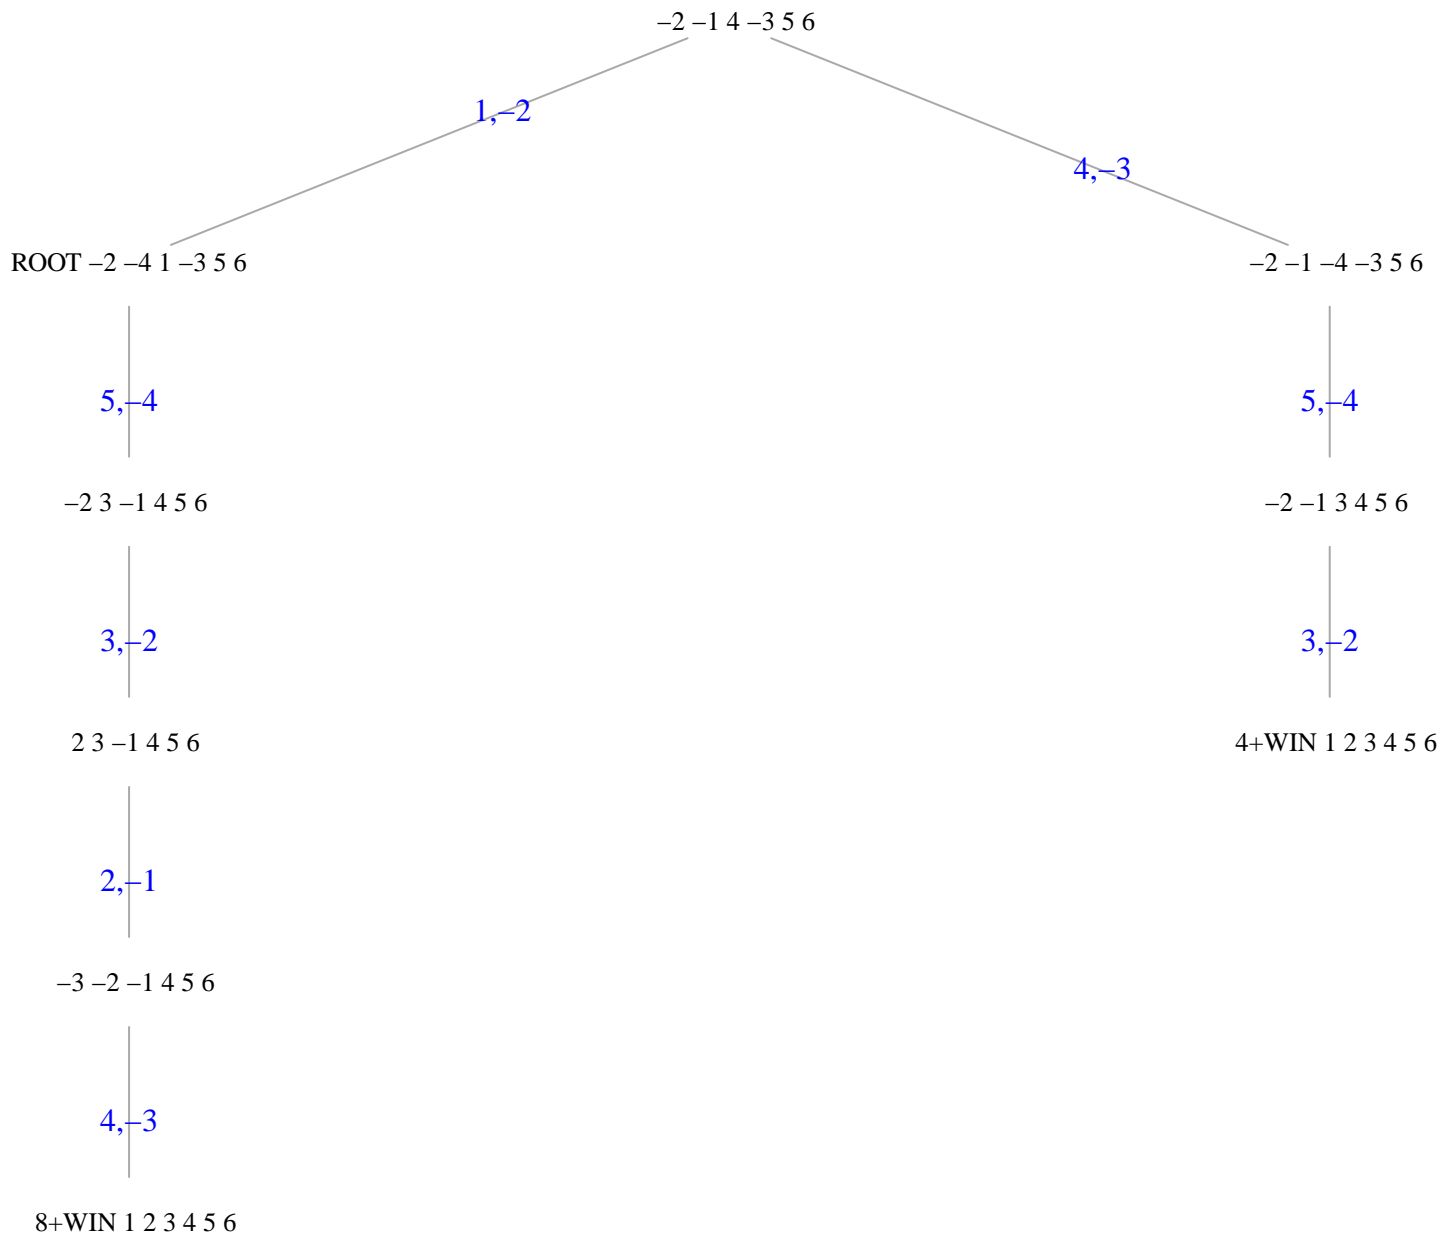 –2 –1 4 –3 5 6
1,–2
4,–3
ROOT –2 –4 1 –3 5 6
–2 –1 –4 –3 5 6
5,–4
5,–4
–2 3 –1 4 5 6
–2 –1 3 4 5 6
3,–2
3,–2
2 3 –1 4 5 6
4+WIN 1 2 3 4 5 6
2,–1
–3 –2 –1 4 5 6
4,–3
8+WIN 1 2 3 4 5 6